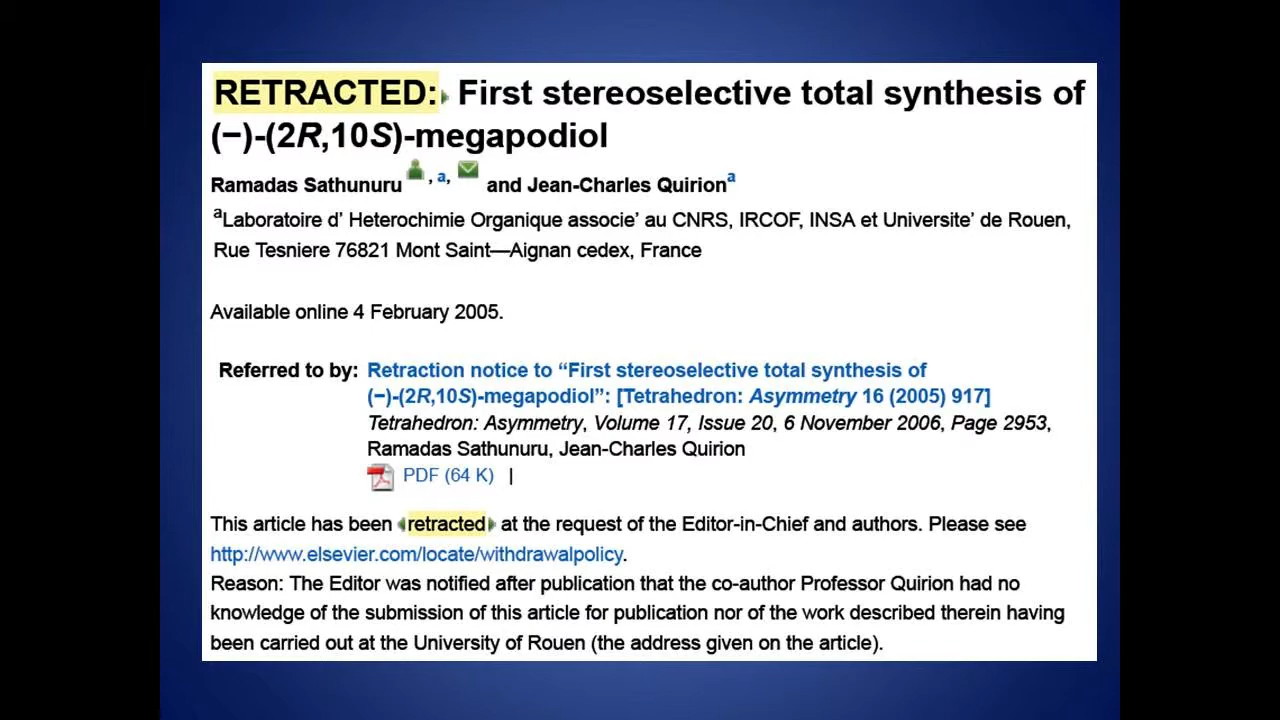 RETRACTED: First stereoselective total synthesis of
(−)-(2R,10S)-megapodiol
Ramadas Sathunuru , a, and Jean-Charles Quiriona
aLaboratoire d' Heterochimie Organique associe' au CNRS, IRCOF, INSA et Universite' de Rouen,
Rue Tesniere 76821 Mont Saint—Aignan cedex, France
Available online 4 February 2005.
Referred to by: Retraction notice to “First stereoselective total synthesis of
(−)-(2R,10S)-megapodiol”: [Tetrahedron: Asymmetry 16 (2005) 917]
Tetrahedron: Asymmetry, Volume 17, Issue 20, 6 November 2006, Page 2953,
Ramadas Sathunuru, Jean-Charles Quirion
PDF (64 K) |
This article has been retracted at the request of the Editor-in-Chief and authors. Please see
http://www.elsevier.com/locate/withdrawalpolicy.
Reason: The Editor was notified after publication that the co-author Professor Quirion had no
knowledge of the submission of this article for publication nor of the work described therein having
been carried out at the University of Rouen (the address given on the article).